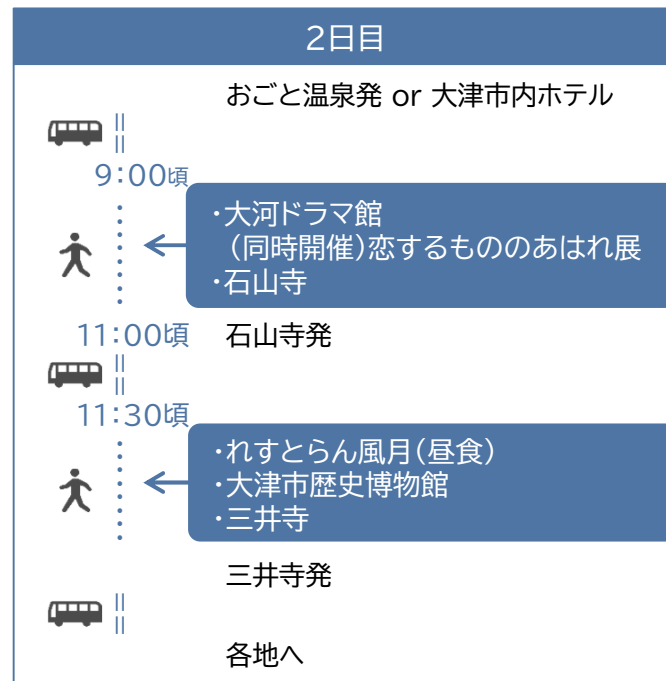 2日目
おごと温泉発 or 大津市内ホテル
9:00頃
・大河ドラマ館
（同時開催）恋するもののあはれ展
・石山寺
11:00頃 石山寺発
11:30頃
・れすとらん風月（昼食）
・大津市歴史博物館
・三井寺
三井寺発
各地へ